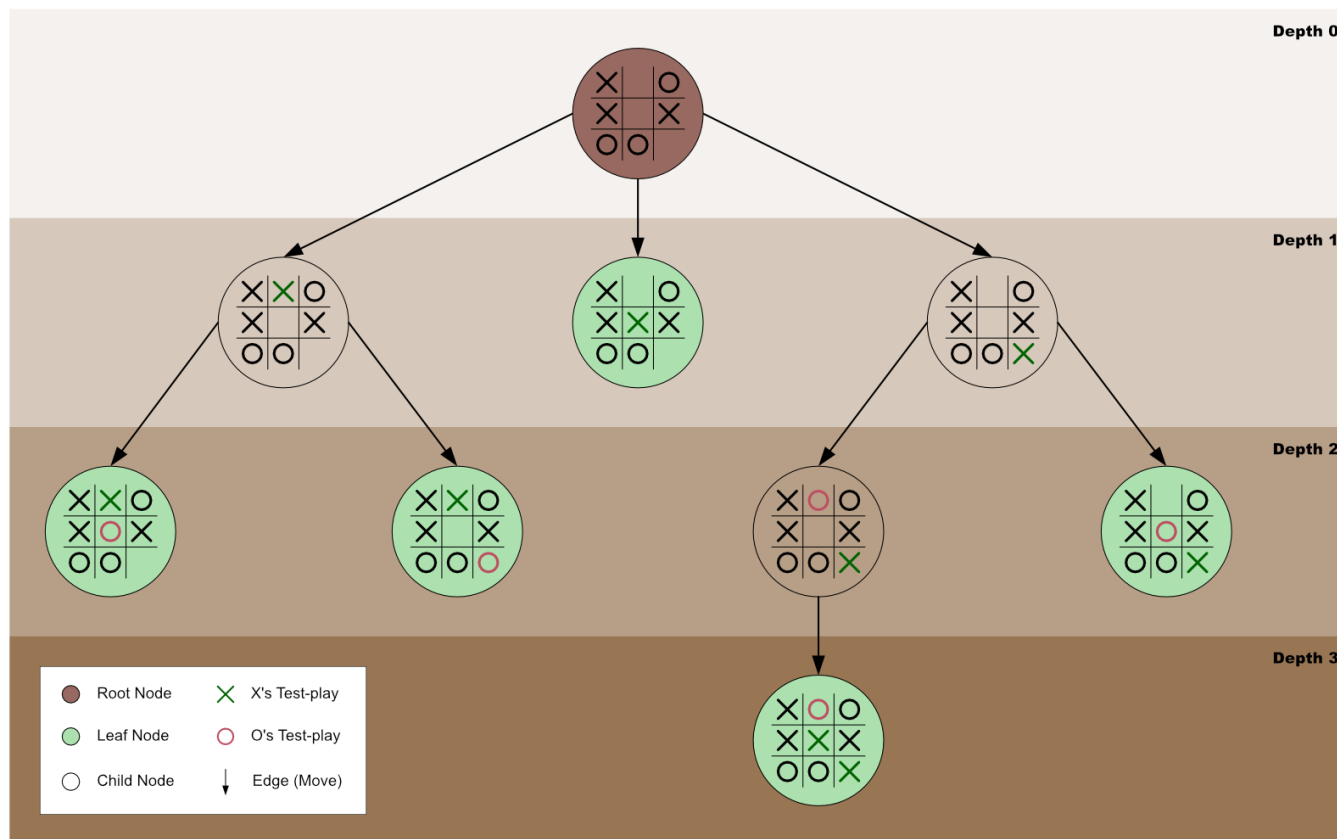 Depth 0
Depth 1
Depth 2
Depth 3
Root Node
X's Test-play
Leaf Node
O's Test-play
Child Node
Edge (Move)